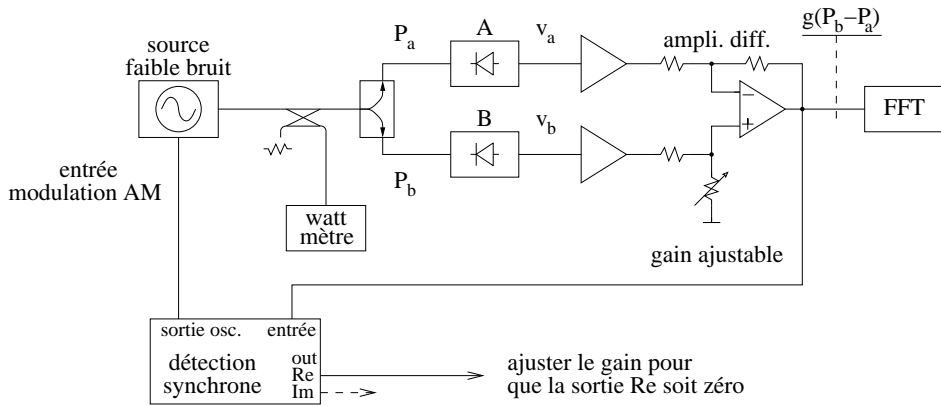 g(P_b−P_a)
source
faible bruit
P_a
A
v_a
ampli. diff.
−
+
FFT
B
v_b
P_b
entrée
modulation AM
watt
mètre
gain ajustable
sortie osc.
entrée
détection
synchrone
out
Re
Im
ajuster le gain pour
que la sortie Re soit zéro